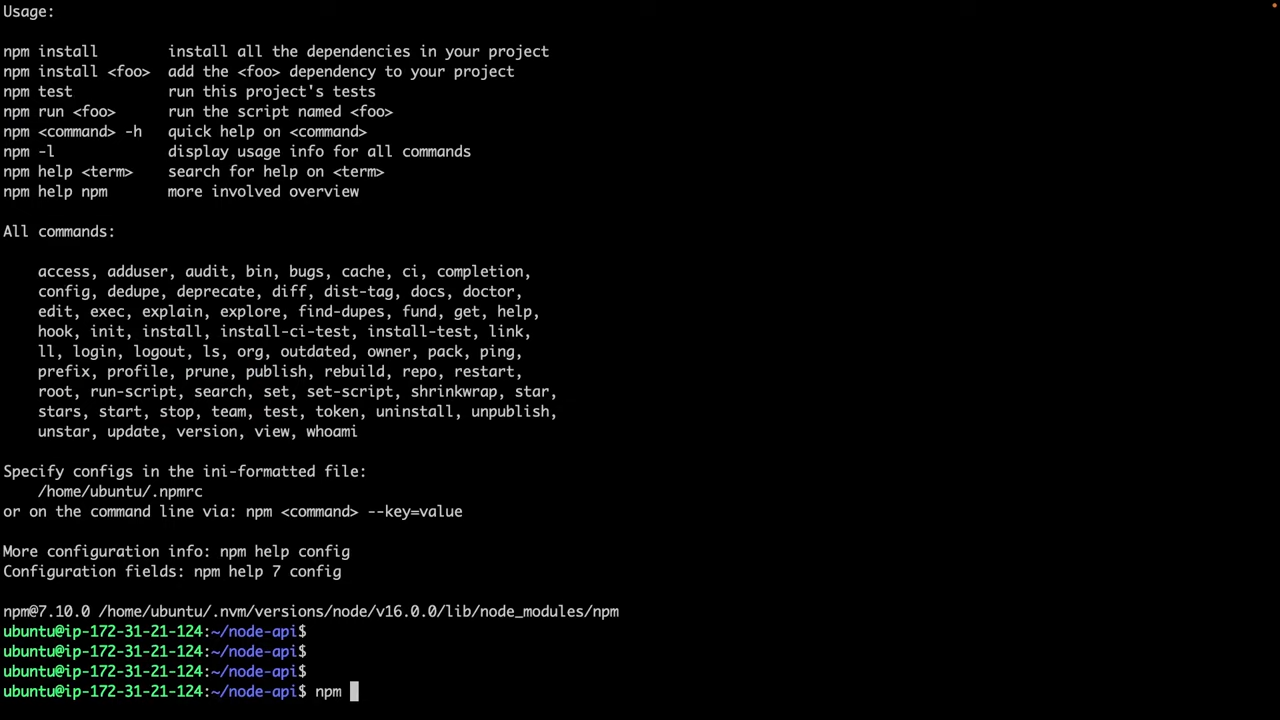 Usage:
npm install        install all the dependencies in your project
npm install <foo>  add the <foo> dependency to your project
npm test           run this project's tests
npm run <foo>      run the script named <foo>
npm <command> -h   quick help on <command>
npm -l             display usage info for all commands
npm help <term>    search for help on <term>
npm help npm       more involved overview
All commands:
    access, adduser, audit, bin, bugs, cache, ci, completion,
    config, dedupe, deprecate, diff, dist-tag, docs, doctor,
    edit, exec, explain, explore, find-dupes, fund, get, help,
    hook, init, install, install-ci-test, install-test, link,
    ll, login, logout, ls, org, outdated, owner, pack, ping,
    prefix, profile, prune, publish, rebuild, repo, restart,
    root, run-script, search, set, set-script, shrinkwrap, star,
    stars, start, stop, team, test, token, uninstall, unpublish,
    unstar, update, version, view, whoami
Specify configs in the ini-formatted file:
    /home/ubuntu/.npmrc
or on the command line via: npm <command> --key=value
More configuration info: npm help config
Configuration fields: npm help 7 config
npm@7.10.0 /home/ubuntu/.nvm/versions/node/v16.0.0/lib/node_modules/npm
ubuntu@ip-172-31-21-124:~/node-api$
ubuntu@ip-172-31-21-124:~/node-api$
ubuntu@ip-172-31-21-124:~/node-api$
ubuntu@ip-172-31-21-124:~/node-api$ npm